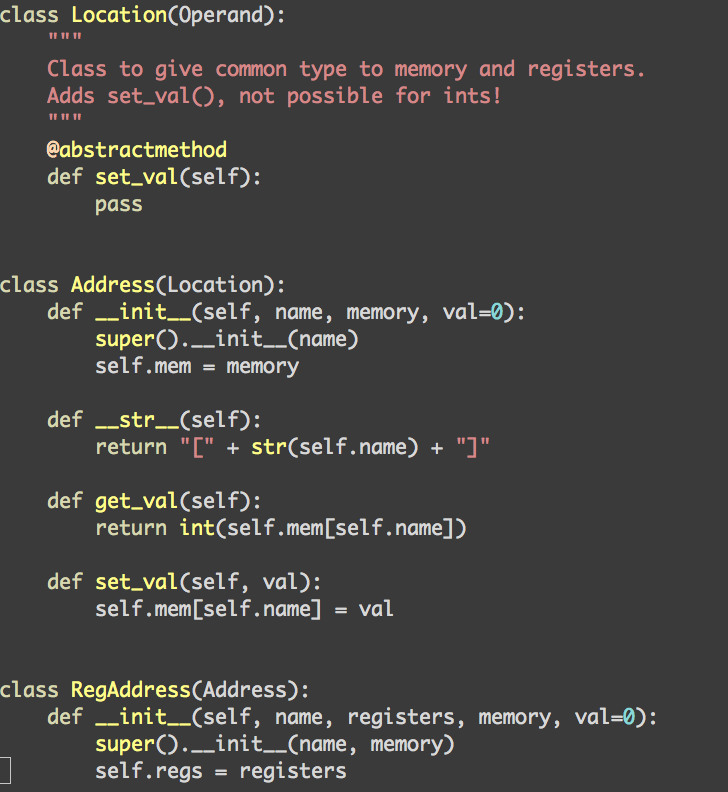 class Location(Operand):
    """
    Class to give common type to memory and registers.
    Adds set_val(), not possible for ints!
    """
    @abstractmethod
    def set_val(self):
        pass
class Address(Location):
    def __init__(self, name, memory, val=0):
        super().__init__(name)
        self.mem = memory
    def __str__(self):
        return "[" + str(self.name) + "]"
    def get_val(self):
        return int(self.mem[self.name])
    def set_val(self, val):
        self.mem[self.name] = val
class RegAddress(Address):
    def __init__(self, name, registers, memory, val=0):
        super().__init__(name, memory)
        self.regs = registers